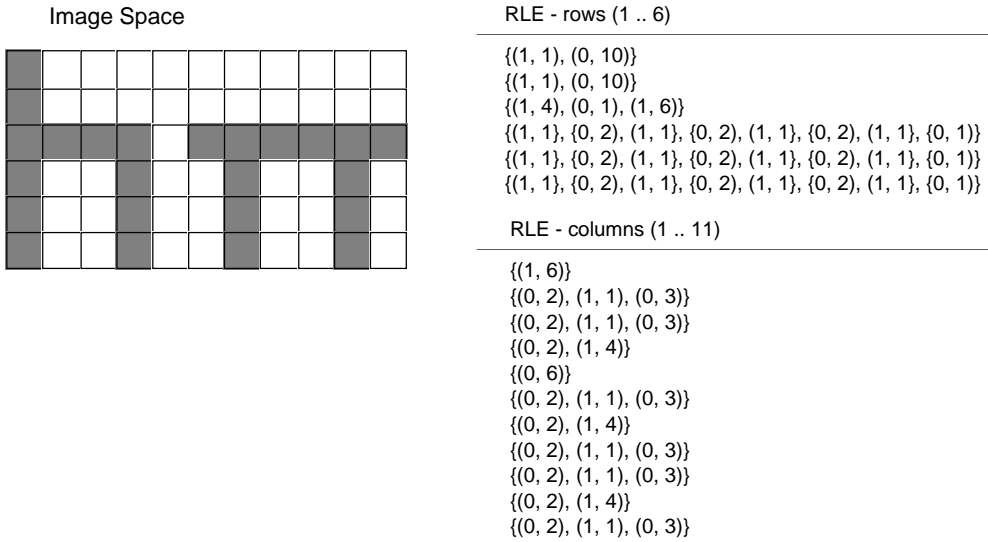 Image Space
RLE - rows (1 .. 6)
{(1, 1), (0, 10)}
{(1, 1), (0, 10)}
{(1, 4), (0, 1), (1, 6)}
{(1, 1}, {0, 2), (1, 1}, {0, 2), (1, 1}, {0, 2), (1, 1}, {0, 1)}
{(1, 1}, {0, 2), (1, 1}, {0, 2), (1, 1}, {0, 2), (1, 1}, {0, 1)}
{(1, 1}, {0, 2), (1, 1}, {0, 2), (1, 1}, {0, 2), (1, 1}, {0, 1)}
RLE - columns (1 .. 11)
{(1, 6)}
{(0, 2), (1, 1), (0, 3)}
{(0, 2), (1, 1), (0, 3)}
{(0, 2), (1, 4)}
{(0, 6)}
{(0, 2), (1, 1), (0, 3)}
{(0, 2), (1, 4)}
{(0, 2), (1, 1), (0, 3)}
{(0, 2), (1, 1), (0, 3)}
{(0, 2), (1, 4)}
{(0, 2), (1, 1), (0, 3)}